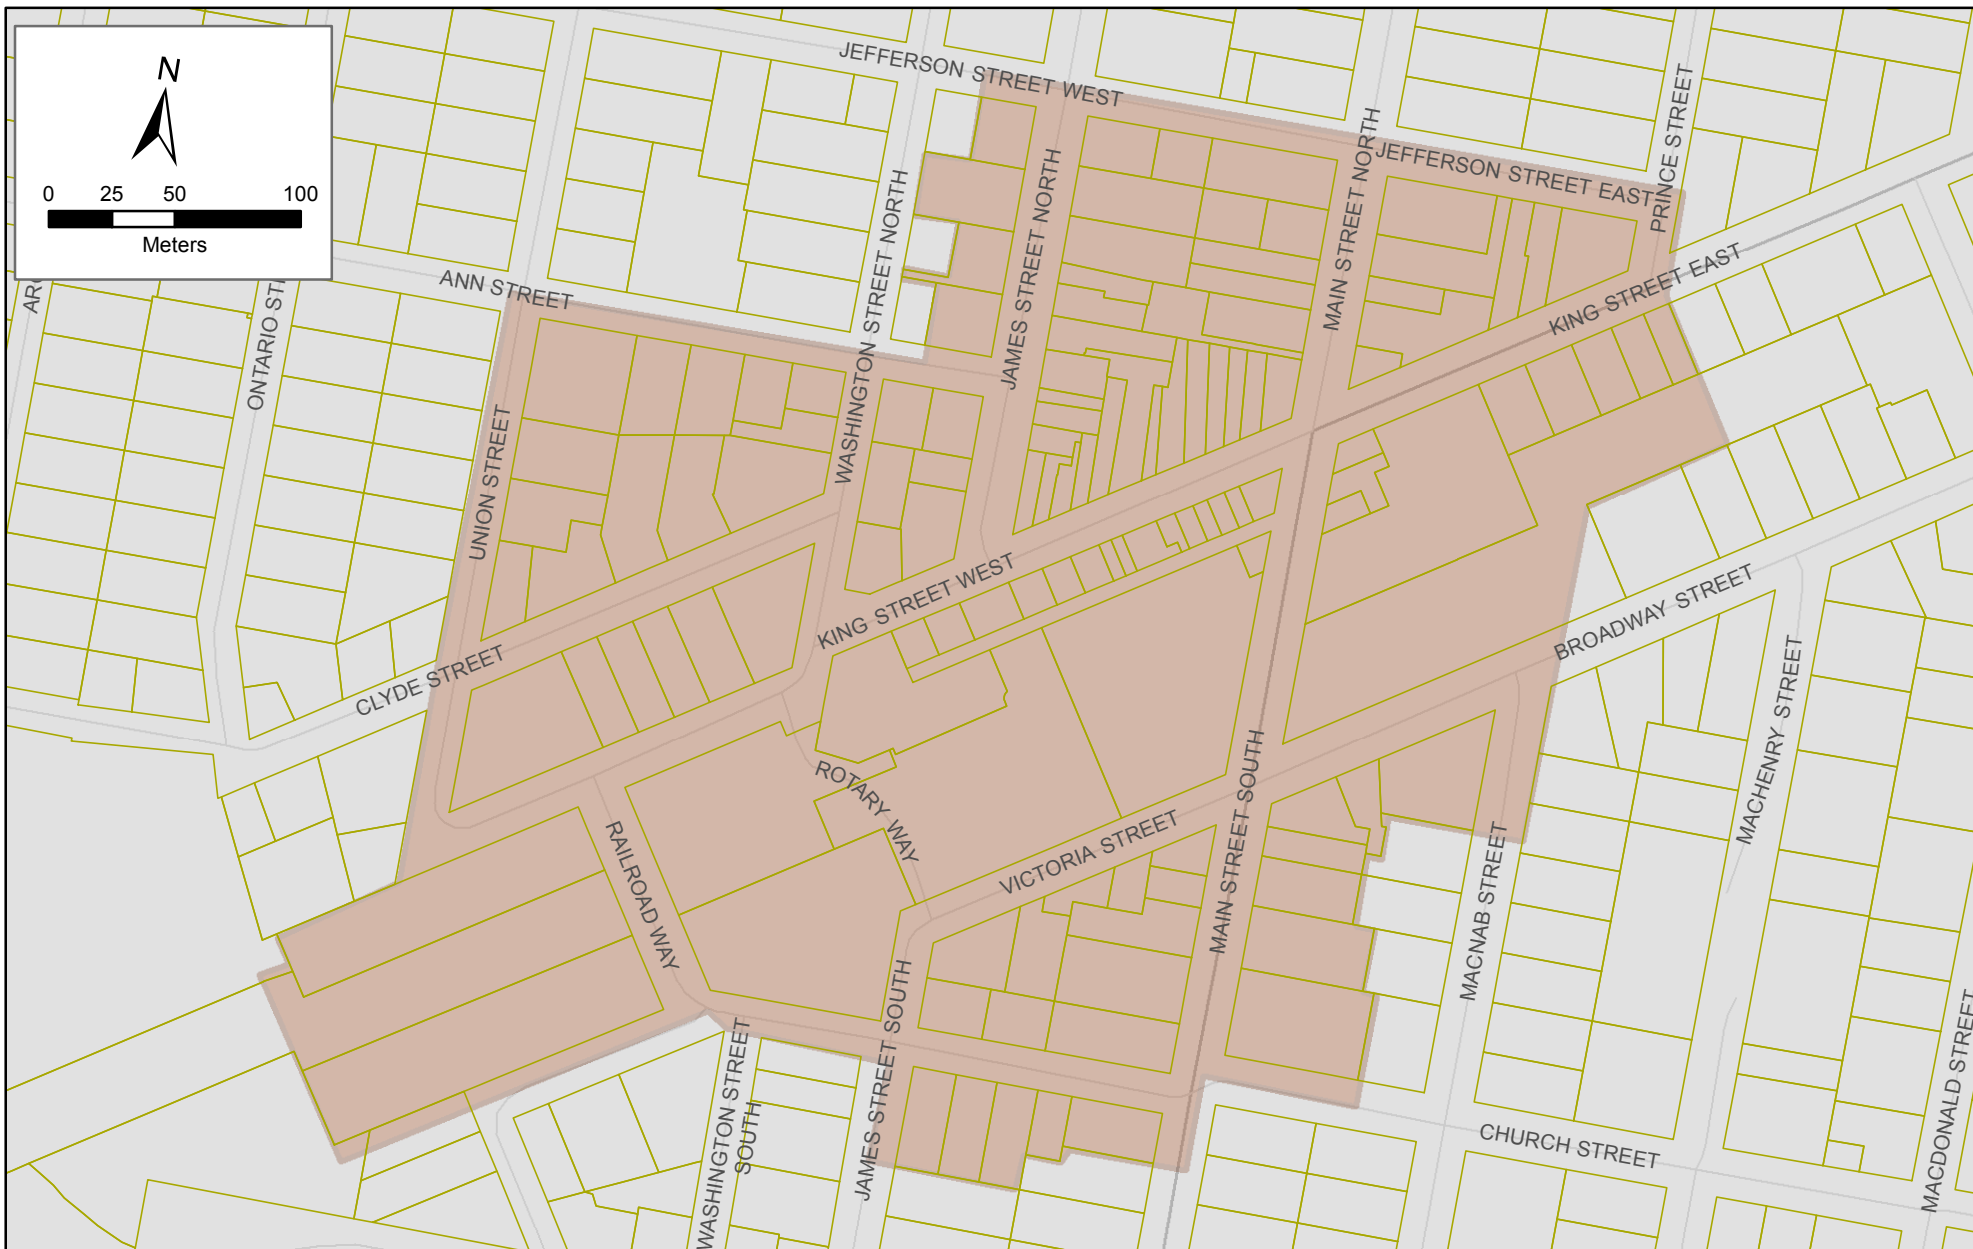 N
0 25 50 100
Meters
JEFFERSON STREET WEST
JEFFERSON STREET EAST
PRINCE STREET
MAIN STREET NORTH
JAMES STREET NORTH
WASHINGTON STREET NORTH
ANN STREET
ONTARIO ST
KING STREET EAST
UNION STREET
KING STREET WEST
CLYDE STREET
BROADWAY STREET
MACHENRY STREET
ROTARY WAY
RAILROAD WAY
VICTORIA STREET
MAIN STREET SOUTH
MACNAB STREET
JAMES STREET SOUTH
WASHINGTON STREET
SOUTH
JAMES STREET SOUTH
CHURCH STREET
MACDONALD STREET